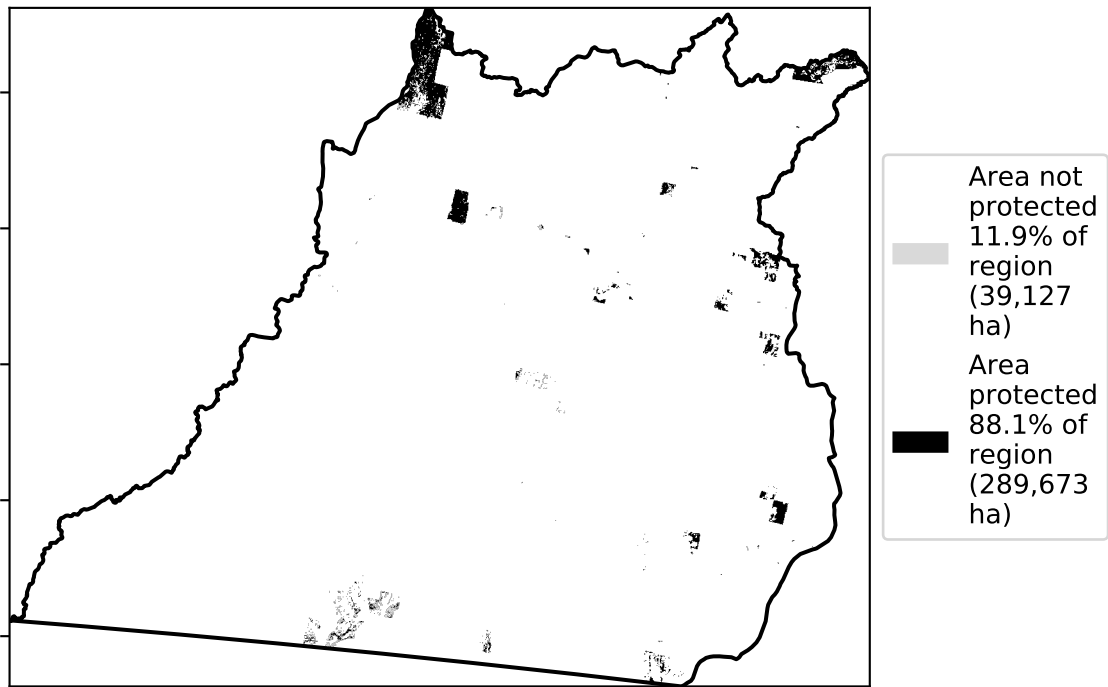 Area not
protected
11.9% of
region
(39,127
ha)
Area
protected
88.1% of
region
(289,673
ha)